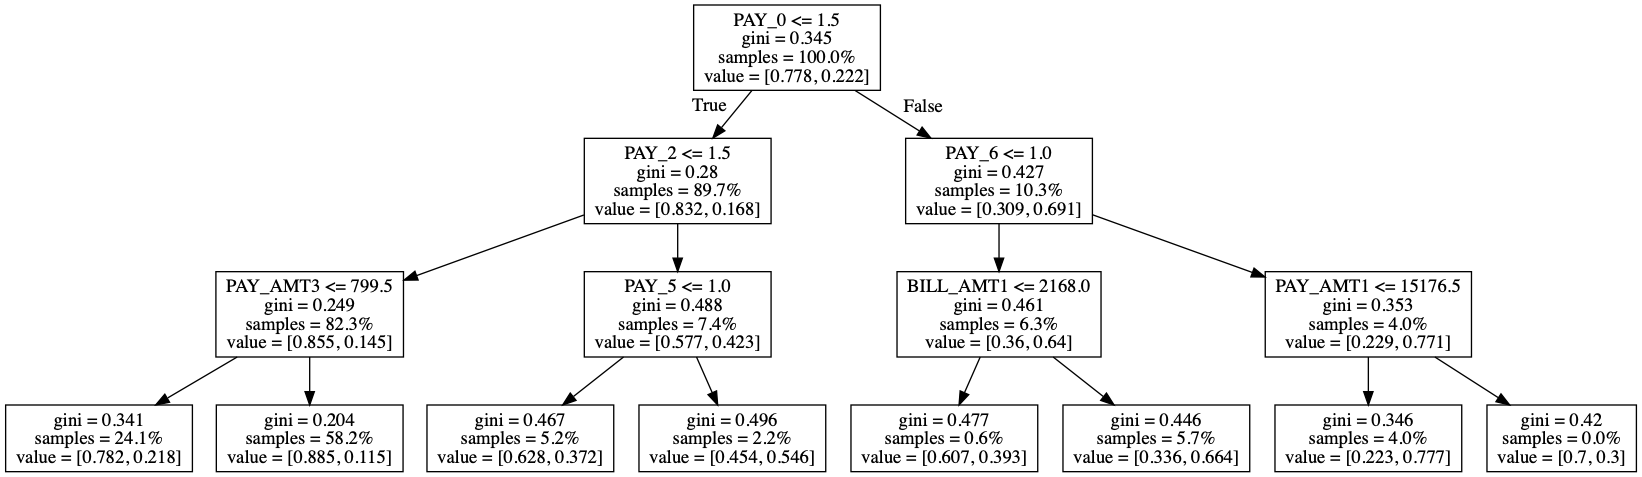 PAY_0 <= 1.5
gini = 0.345
samples = 100.0%
value = [0.778, 0.222]
True
False
PAY_2 <= 1.5
gini = 0.28
samples = 89.7%
value = [0.832, 0.168]
PAY_6 <= 1.0
gini = 0.427
samples = 10.3%
value = [0.309, 0.691]
PAY_AMT3 <= 799.5
gini = 0.249
samples = 82.3%
value = [0.855, 0.145]
PAY_5 <= 1.0
gini = 0.488
samples = 7.4%
value = [0.577, 0.423]
BILL_AMT1 <= 2168.0
gini = 0.461
samples = 6.3%
value = [0.36, 0.64]
PAY_AMT1 <= 15176.5
gini = 0.353
samples = 4.0%
value = [0.229, 0.771]
gini = 0.341
samples = 24.1%
value = [0.782, 0.218]
gini = 0.204
samples = 58.2%
value = [0.885, 0.115]
gini = 0.467
samples = 5.2%
value = [0.628, 0.372]
gini = 0.496
samples = 2.2%
value = [0.454, 0.546]
gini = 0.477
samples = 0.6%
value = [0.607, 0.393]
gini = 0.446
samples = 5.7%
value = [0.336, 0.664]
gini = 0.346
samples = 4.0%
value = [0.223, 0.777]
gini = 0.42
samples = 0.0%
value = [0.7, 0.3]